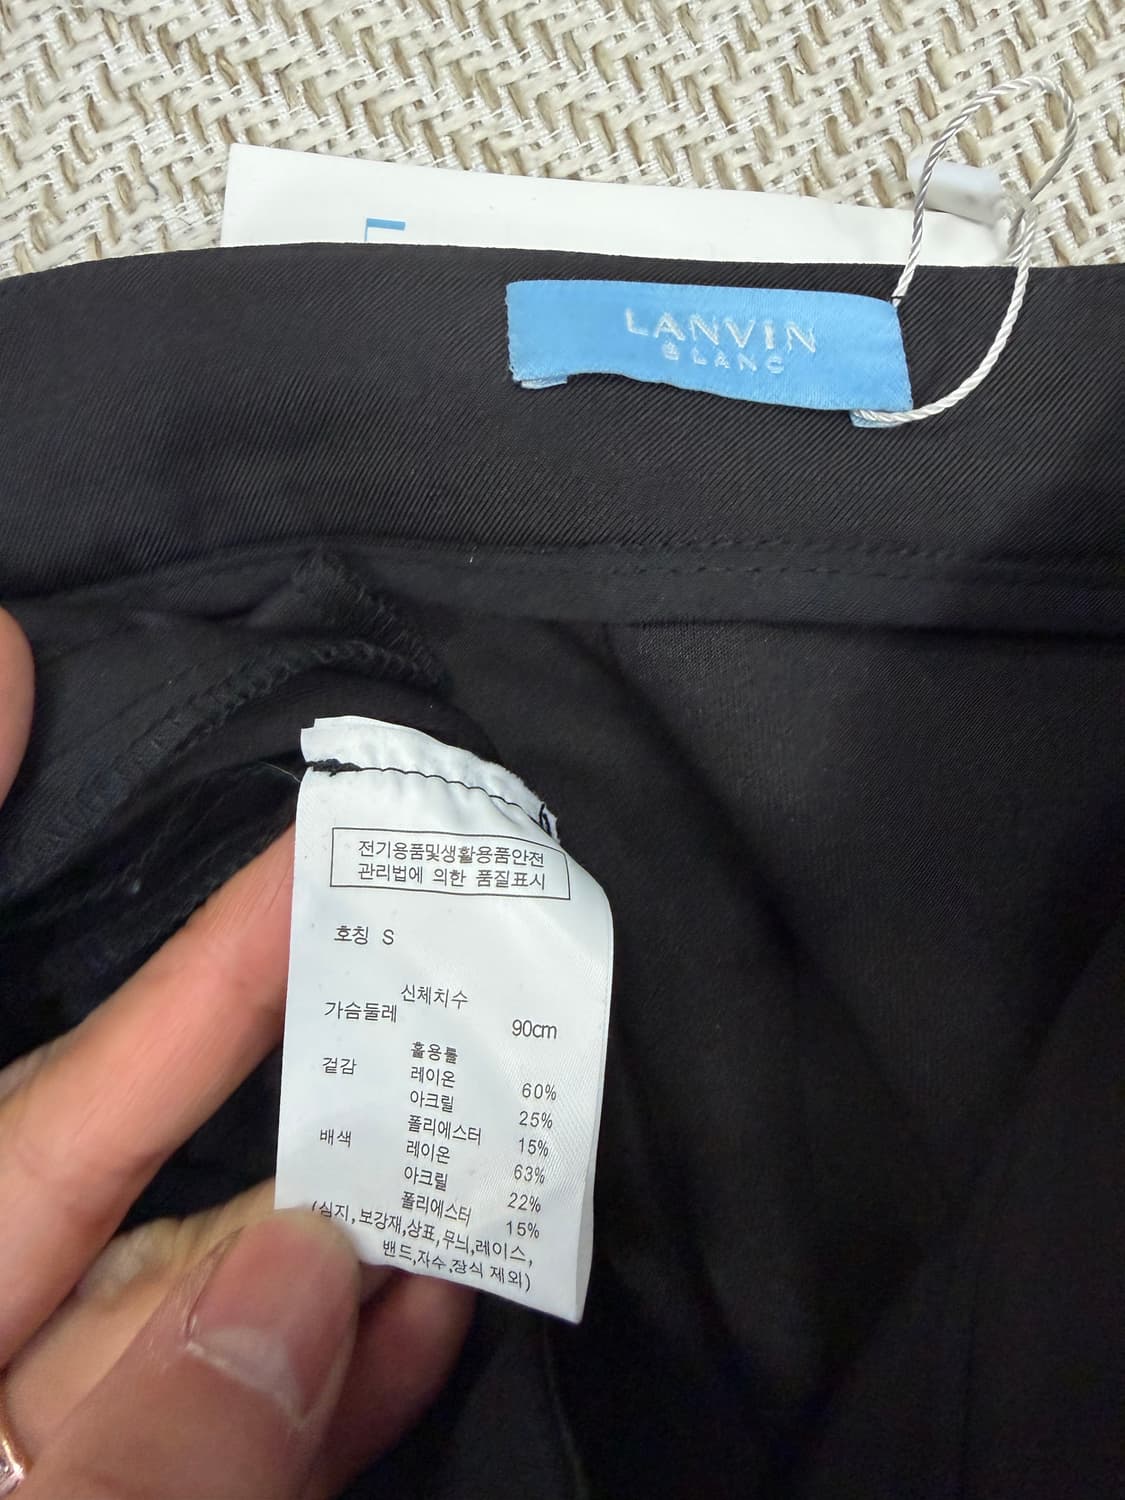 LANVIN
BLANC
전기용품및생활용품안전
관리법에 의한 품질표시
호칭 S
신체치수
가슴둘레 90cm
홀용률
겉감 레이온 60%
아크릴 25%
폴리에스터 15%
배색 레이온 63%
아크릴 22%
폴리에스터 15%
(심지,보강재,상표,무늬,레이스,
밴드,자수,장식 제외)